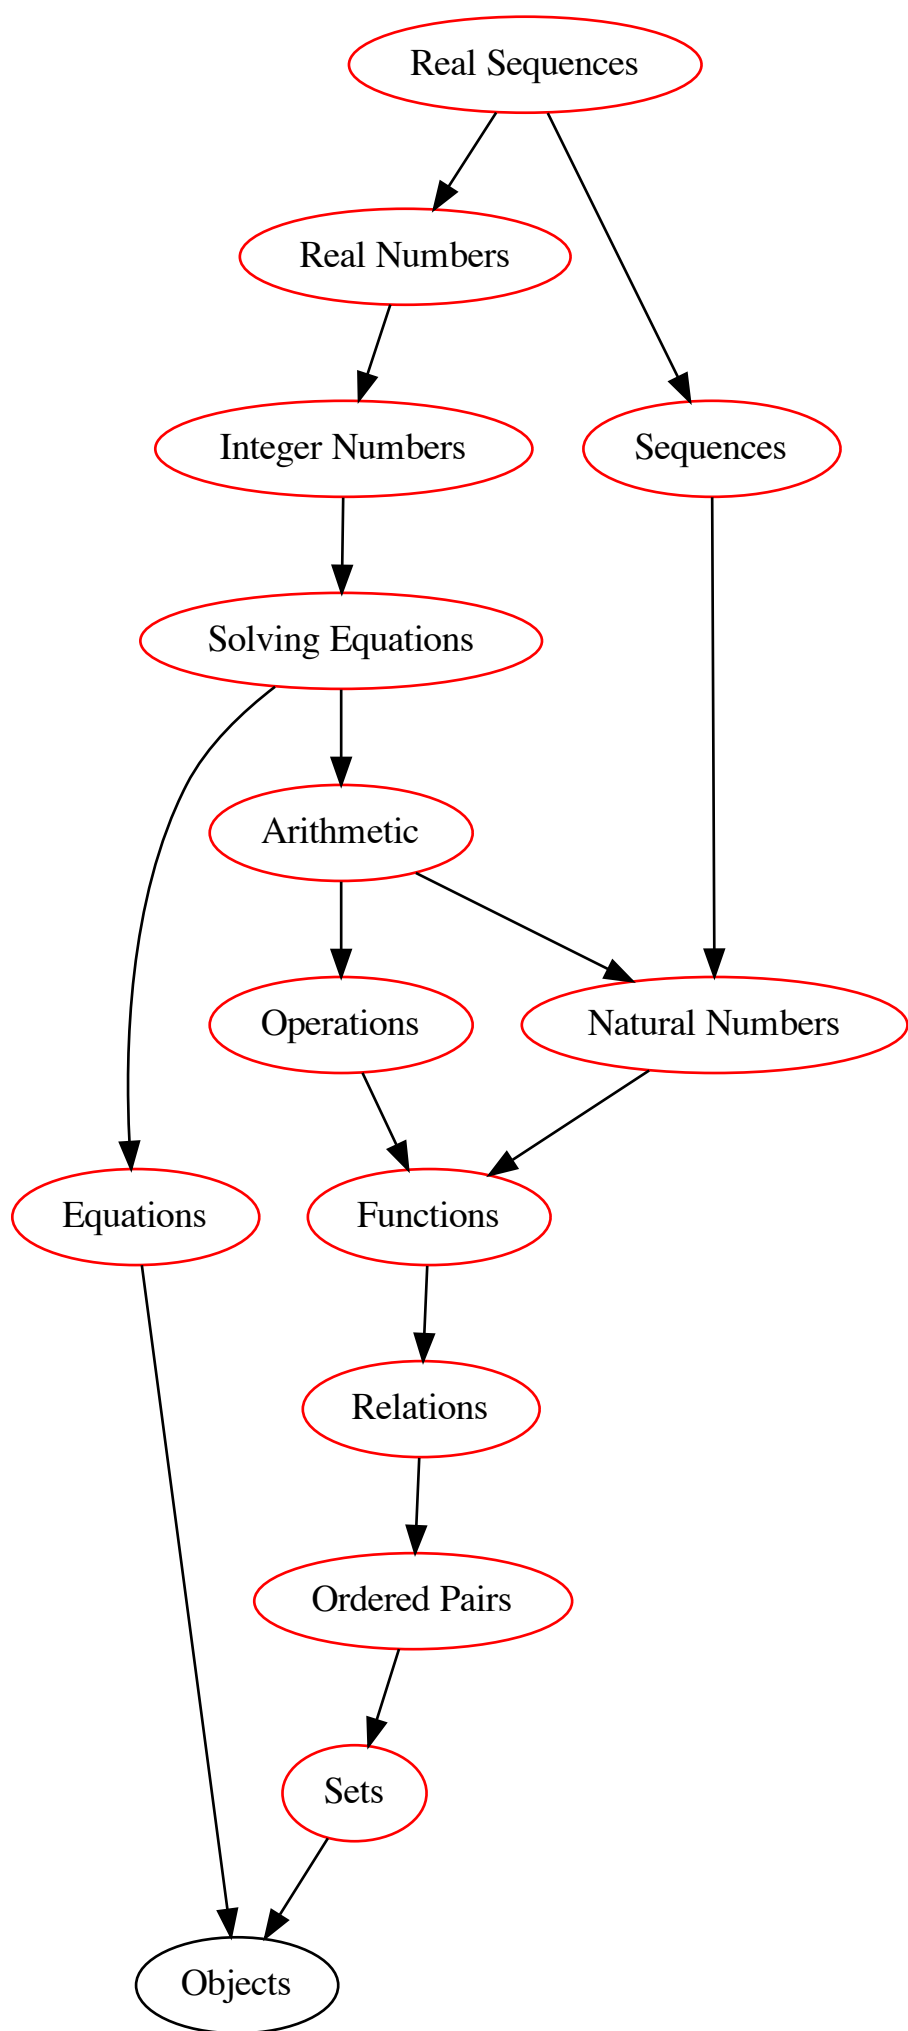 Real Sequences
Real Numbers
Integer Numbers
Sequences
Solving Equations
Arithmetic
Operations
Natural Numbers
Equations
Functions
Relations
Ordered Pairs
Sets
Objects